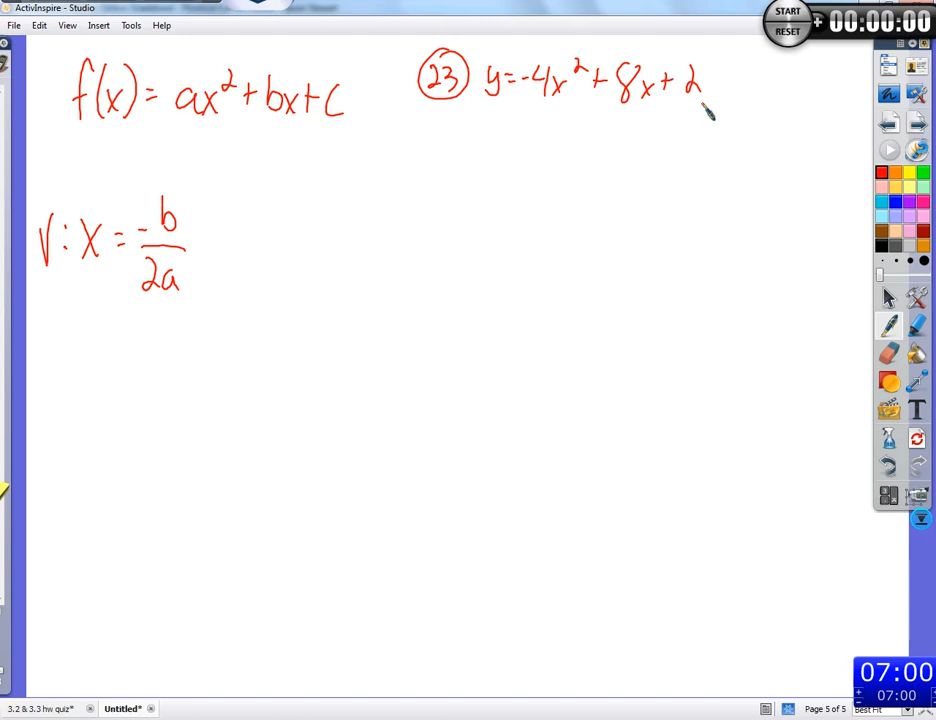 ActivInspire - Studio
File Edit View Insert Tools Help
START
RESET
+ 00:00:00
f(x) = ax² + bx + c
23 y = -4x² + 8x + 2
V: x = -b/2a
07:00
07:00
3.2 & 3.3 hw quiz*
Untitled*
Page 5 of 5
Best Fit